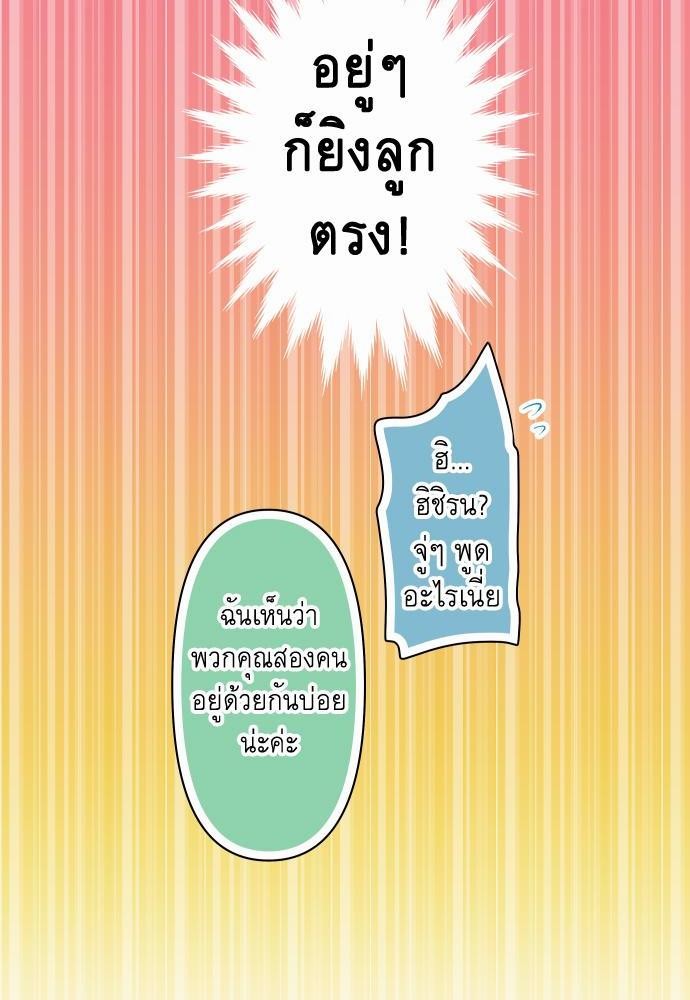 อยู่ๆ
ก็ยิงลูก
ตรง!
ฮิ...
ฮิชิรน?
จู่ๆ พูด
อะไรเนี่ย
ฉันเห็นว่า
พวกคุณสองคน
อยู่ด้วยกันบ่อย
น่ะค่ะ